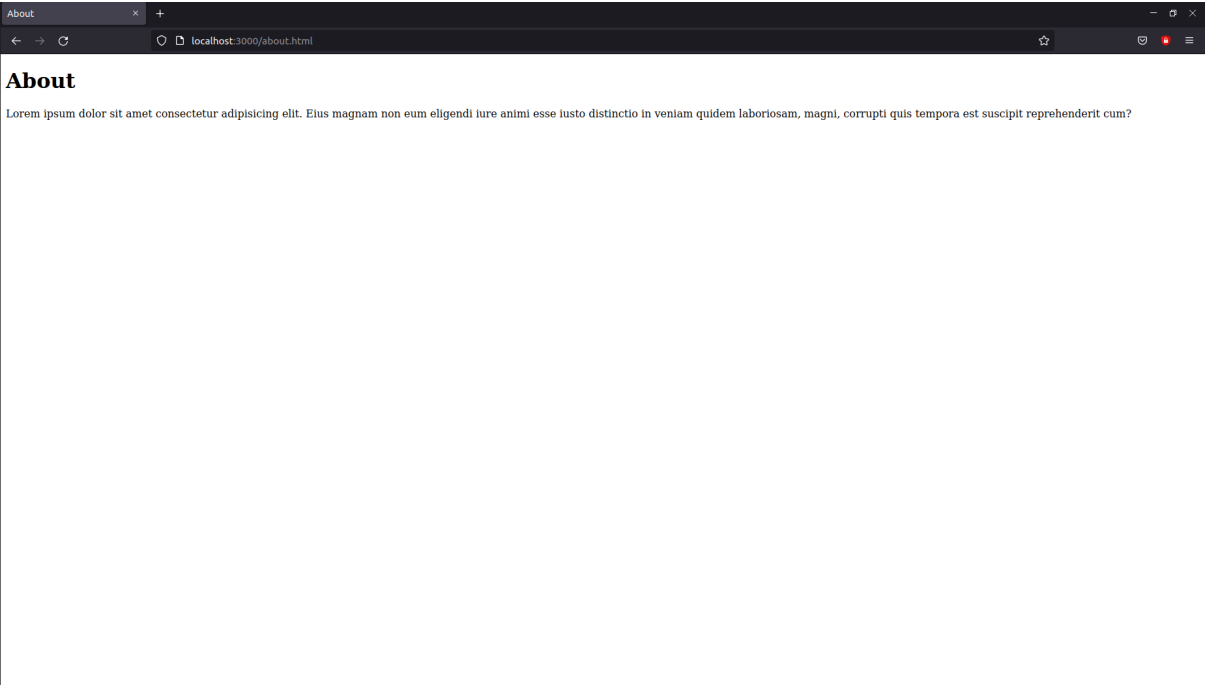 About
localhost:3000/about.html
About
Lorem ipsum dolor sit amet consectetur adipisicing elit. Eius magnam non eum eligendi iure animi esse iusto distinctio in veniam quidem laboriosam, magni, corrupti quis tempora est suscipit reprehenderit cum?